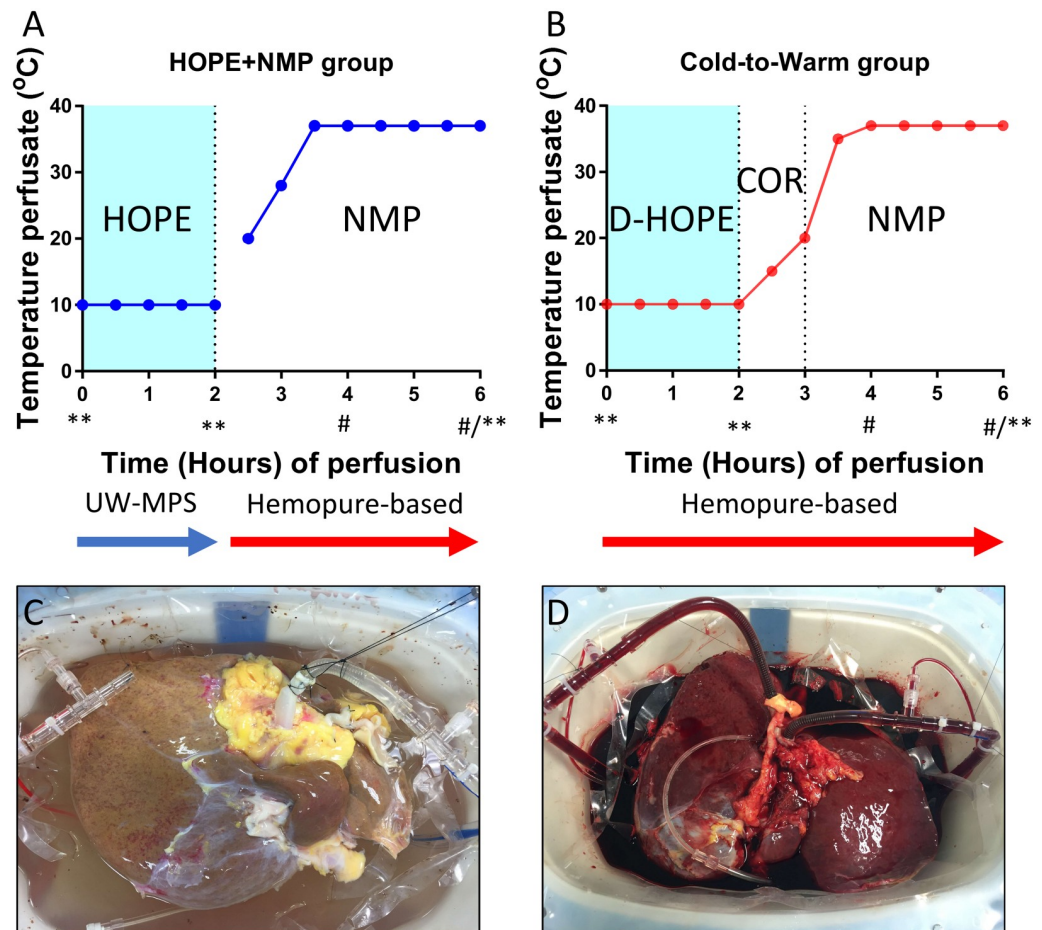 A
HOPE+NMP group
Temperature perfusate (°C)
40
30
20
10
0
HOPE
NMP
0 1 2 3 4 5 6
** ** # #/**
Time (Hours) of perfusion
UW-MPS
Hemopure-based
B
Cold-to-Warm group
Temperature perfusate (°C)
40
30
20
10
0
D-HOPE
COR
NMP
0 1 2 3 4 5 6
** ** # #/**
Time (Hours) of perfusion
Hemopure-based
C
D